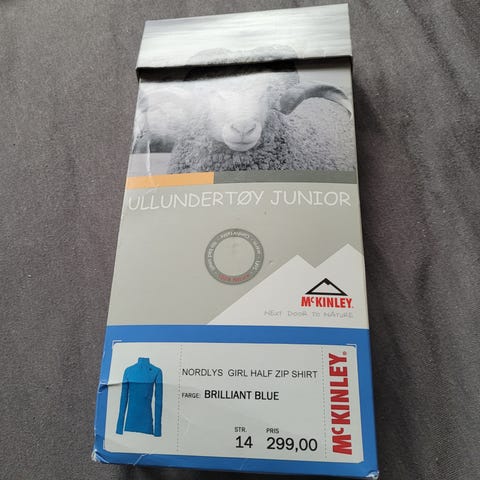 ULLUNDERTØY JUNIOR
McKINLEY
NEXT DOOR TO NATURE
NORDLYS GIRL HALF ZIP SHIRT
FARGE: BRILLIANT BLUE
STR. PRIS
14 299,00
McKINLEY